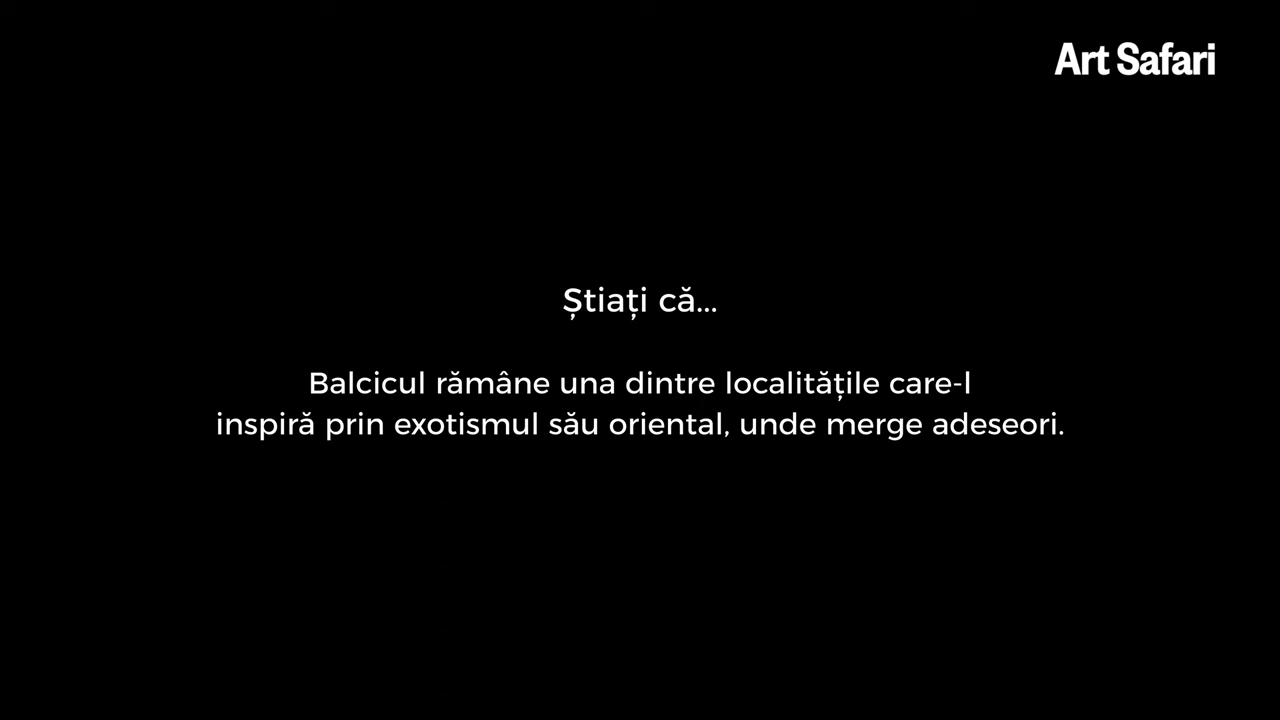 Art Safari
Știați că...
Balcicul rămâne una dintre localitățile care-l
inspiră prin exotismul său oriental, unde merge adeseori.